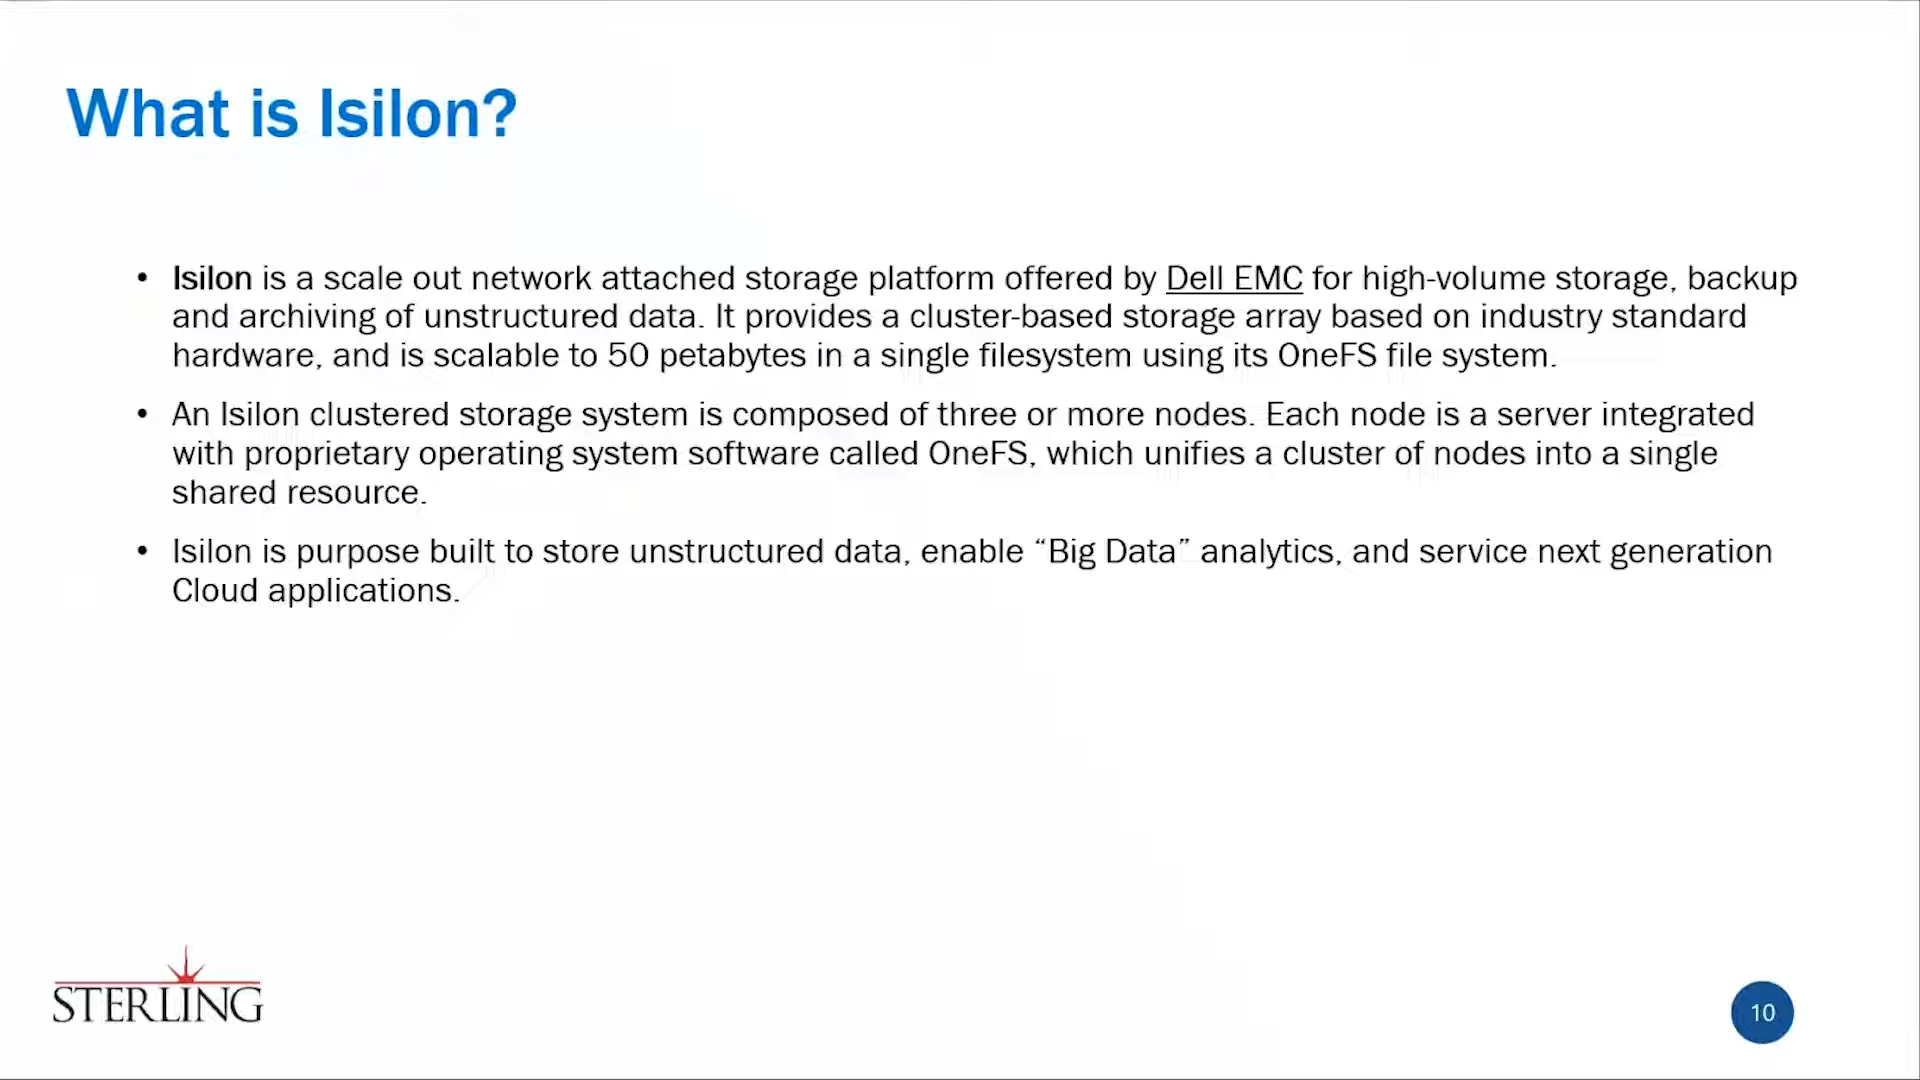 What is Isilon?
• Isilon is a scale out network attached storage platform offered by Dell EMC for high-volume storage, backup
and archiving of unstructured data. It provides a cluster-based storage array based on industry standard
hardware, and is scalable to 50 petabytes in a single filesystem using its OneFS file system.
• An Isilon clustered storage system is composed of three or more nodes. Each node is a server integrated
with proprietary operating system software called OneFS, which unifies a cluster of nodes into a single
shared resource.
• Isilon is purpose built to store unstructured data, enable “Big Data” analytics, and service next generation
Cloud applications.
STERLING
10